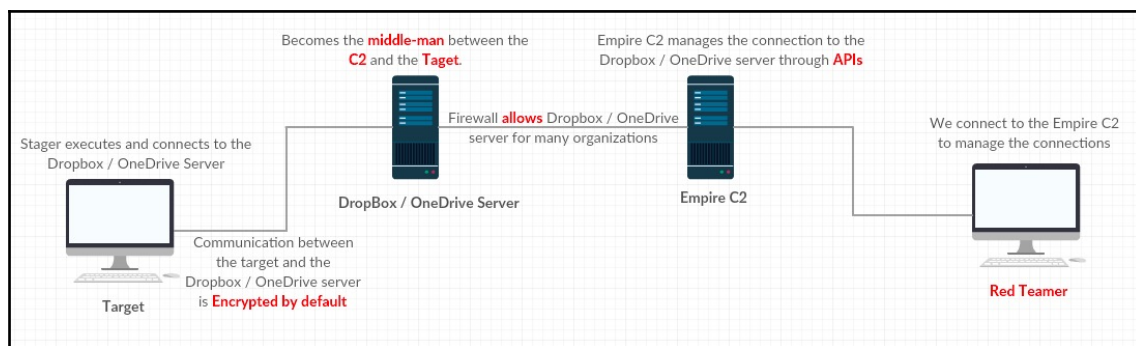 Becomes the middle-man between the
C2 and the Taget.
Empire C2 manages the connection to the
Dropbox / OneDrive server through APIs
Firewall allows Dropbox / OneDrive
server for many organizations
We connect to the Empire C2
to manage the connections
Stager executes and connects to the
Dropbox / OneDrive Server
DropBox / OneDrive Server
Empire C2
Communication between
the target and the
Dropbox / OneDrive server
is Encrypted by default
Target
Red Teamer